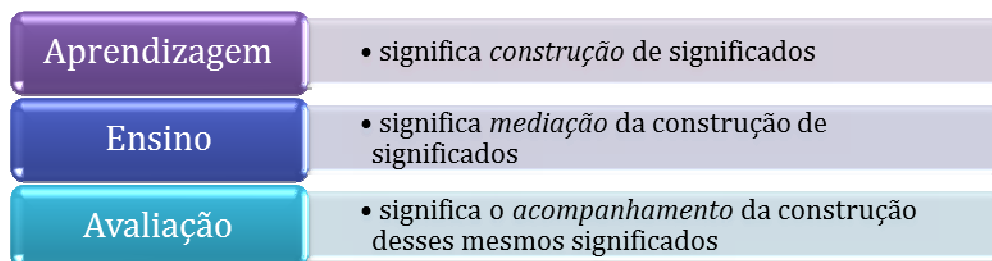 Aprendizagem
• significa construção de significados
Ensino
• significa mediação da construção de
significados
Avaliação
• significa o acompanhamento da construção
desses mesmos significados